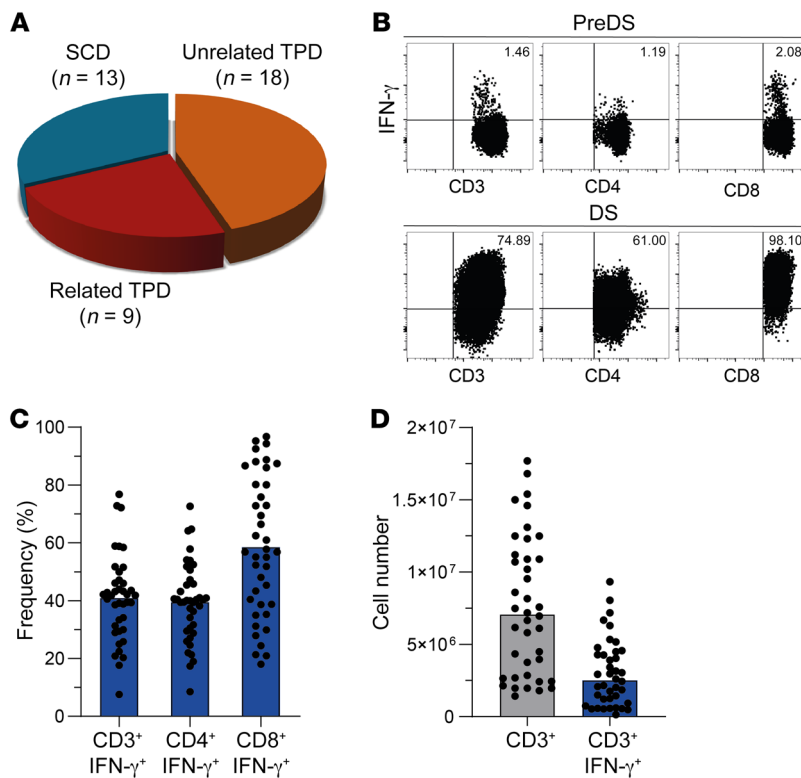 A
SCD
(n = 13)
Unrelated TPD
(n = 18)
Related TPD
(n = 9)
B
PreDS
1.46
1.19
2.08
IFN-γ
CD3
CD4
CD8
DS
74.89
61.00
98.10
CD3
CD4
CD8
C
Frequency (%)
100
80
60
40
20
0
CD3⁺
IFN-γ⁺
CD4⁺
IFN-γ⁺
CD8⁺
IFN-γ⁺
D
Cell number
2×10⁷
1.5×10⁷
1×10⁷
5×10⁶
0
CD3⁺
CD3⁺
IFN-γ⁺